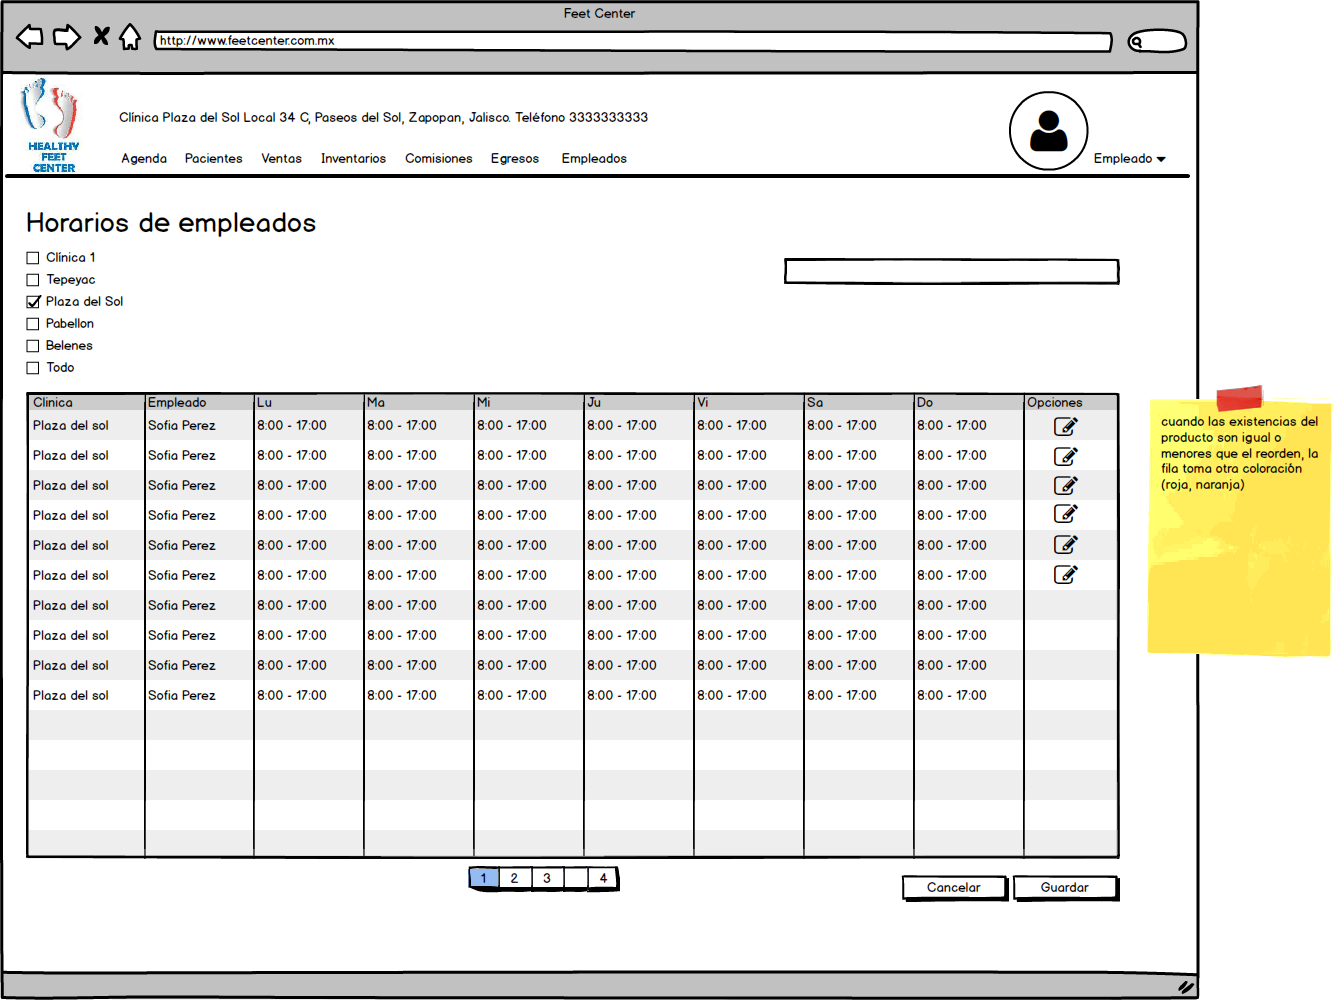 Feet Center
http://www.feetcenter.com.mx
HEALTHY
FEET
CENTER
Clínica Plaza del Sol Local 34 C, Paseos del Sol, Zapopan, Jalisco. Teléfono 3333333333
Agenda Pacientes Ventas Inventarios Comisiones Egresos Empleados
Empleado
Horarios de empleados
Clínica 1
Tepeyac
Plaza del Sol
Pabellon
Belenes
Todo
Clinica Empleado Lu Ma Mi Ju Vi Sa Do Opciones
Plaza del sol Sofia Perez 8:00 - 17:00 8:00 - 17:00 8:00 - 17:00 8:00 - 17:00 8:00 - 17:00 8:00 - 17:00 8:00 - 17:00
Plaza del sol Sofia Perez 8:00 - 17:00 8:00 - 17:00 8:00 - 17:00 8:00 - 17:00 8:00 - 17:00 8:00 - 17:00 8:00 - 17:00
Plaza del sol Sofia Perez 8:00 - 17:00 8:00 - 17:00 8:00 - 17:00 8:00 - 17:00 8:00 - 17:00 8:00 - 17:00 8:00 - 17:00
Plaza del sol Sofia Perez 8:00 - 17:00 8:00 - 17:00 8:00 - 17:00 8:00 - 17:00 8:00 - 17:00 8:00 - 17:00 8:00 - 17:00
Plaza del sol Sofia Perez 8:00 - 17:00 8:00 - 17:00 8:00 - 17:00 8:00 - 17:00 8:00 - 17:00 8:00 - 17:00 8:00 - 17:00
Plaza del sol Sofia Perez 8:00 - 17:00 8:00 - 17:00 8:00 - 17:00 8:00 - 17:00 8:00 - 17:00 8:00 - 17:00 8:00 - 17:00
Plaza del sol Sofia Perez 8:00 - 17:00 8:00 - 17:00 8:00 - 17:00 8:00 - 17:00 8:00 - 17:00 8:00 - 17:00 8:00 - 17:00
Plaza del sol Sofia Perez 8:00 - 17:00 8:00 - 17:00 8:00 - 17:00 8:00 - 17:00 8:00 - 17:00 8:00 - 17:00 8:00 - 17:00
Plaza del sol Sofia Perez 8:00 - 17:00 8:00 - 17:00 8:00 - 17:00 8:00 - 17:00 8:00 - 17:00 8:00 - 17:00 8:00 - 17:00
Plaza del sol Sofia Perez 8:00 - 17:00 8:00 - 17:00 8:00 - 17:00 8:00 - 17:00 8:00 - 17:00 8:00 - 17:00 8:00 - 17:00
1 2 3 4
Cancelar Guardar
cuando las existencias del
producto son igual o
menores que el reorden, la
fila toma otra coloración
(roja, naranja)